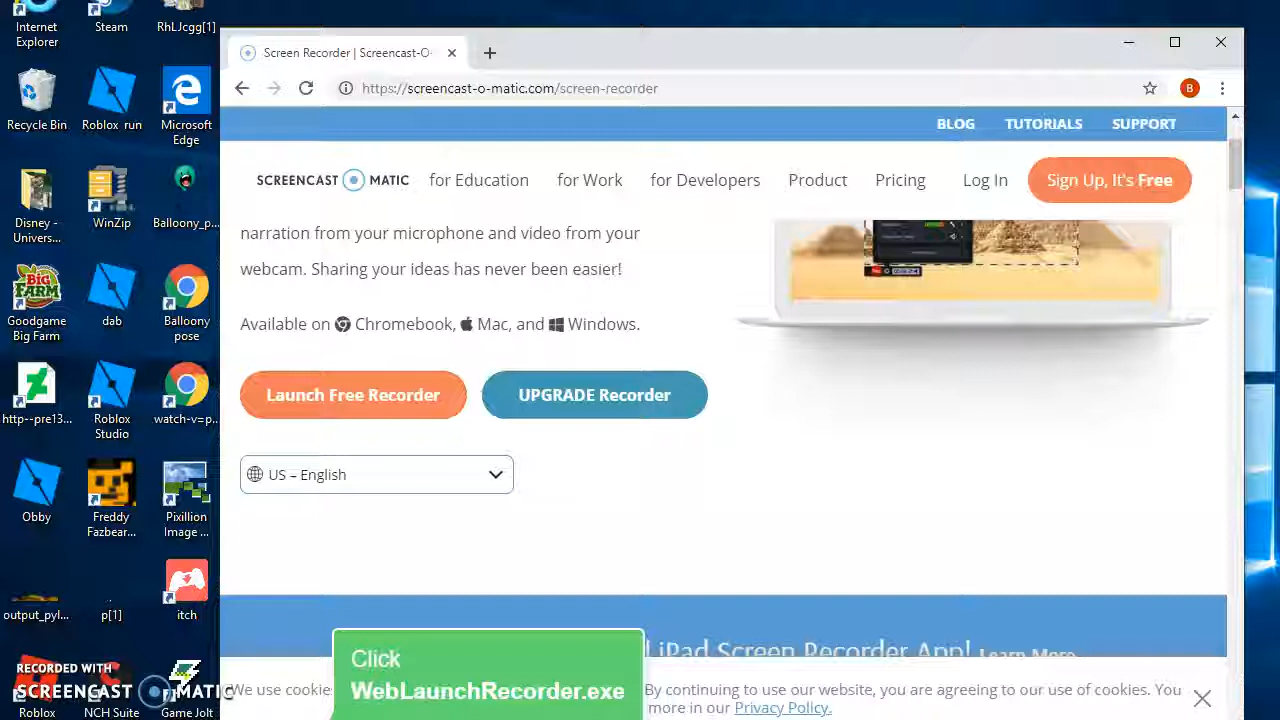 Internet Explorer
Steam
RhLJcgg[1]
Recycle Bin
Roblox run
Microsoft Edge
Disney - Univers...
WinZip
Balloony_p...
Goodgame Big Farm
dab
Balloony pose
http--pre13...
Roblox Studio
watch-v=p...
Obby
Freddy Fazbear...
Pixillion Image ...
output_pyl...
p[1]
itch
Roblox
NCH Suite
Game Jolt
RECORDED WITH
SCREENCAST MATIC
Screen Recorder | Screencast-O-
https://screencast-o-matic.com/screen-recorder
B
BLOG TUTORIALS SUPPORT
SCREENCAST MATIC for Education for Work for Developers Product Pricing Log In Sign Up, It's Free
narration from your microphone and video from your
webcam. Sharing your ideas has never been easier!
Available on Chromebook, Mac, and Windows.
Launch Free Recorder UPGRADE Recorder
US – English
iPad Screen Recorder App! Learn More
Click
WebLaunchRecorder.exe
We use cookie
By continuing to use our website, you are agreeing to our use of cookies. You
more in our Privacy Policy.